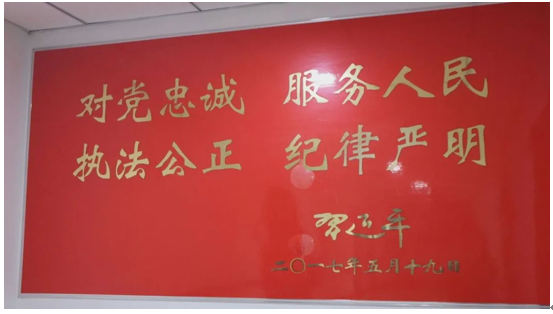 对党忠诚 服务人民
执法公正 纪律严明
习近平
二〇一七年五月十九日